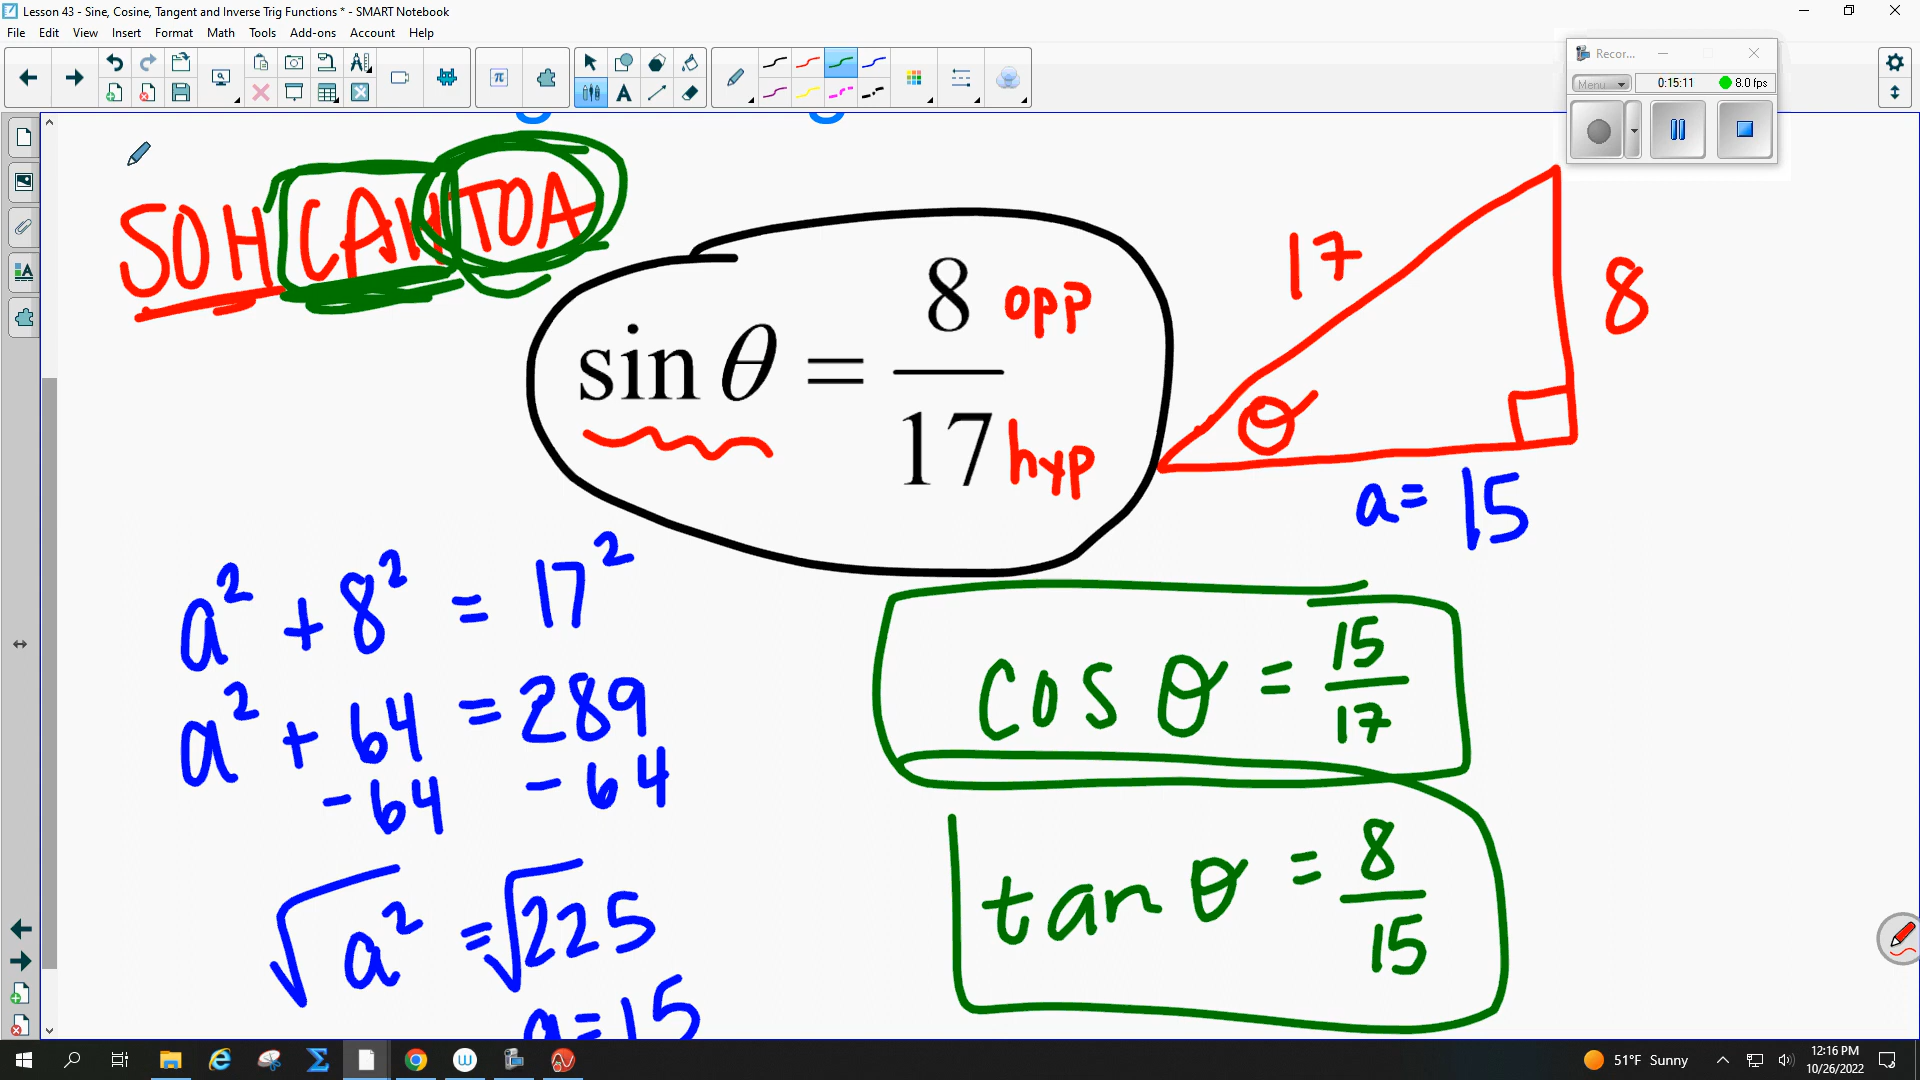 Lesson 43 - Sine, Cosine, Tangent and Inverse Trig Functions * - SMART Notebook
File Edit View Insert Format Math Tools Add-ons Account Help
Recor...
Menu 0:15:11 8.0 fps
SOH CAH TOA
sin θ = 8/17
opp
hyp
17
8
θ
a = 15
a² + 8² = 17²
a² + 64 = 289
-64 -64
√a² = √225
a = 15
cos θ = 15/17
tan θ = 8/15
51°F Sunny
12:16 PM
10/26/2022